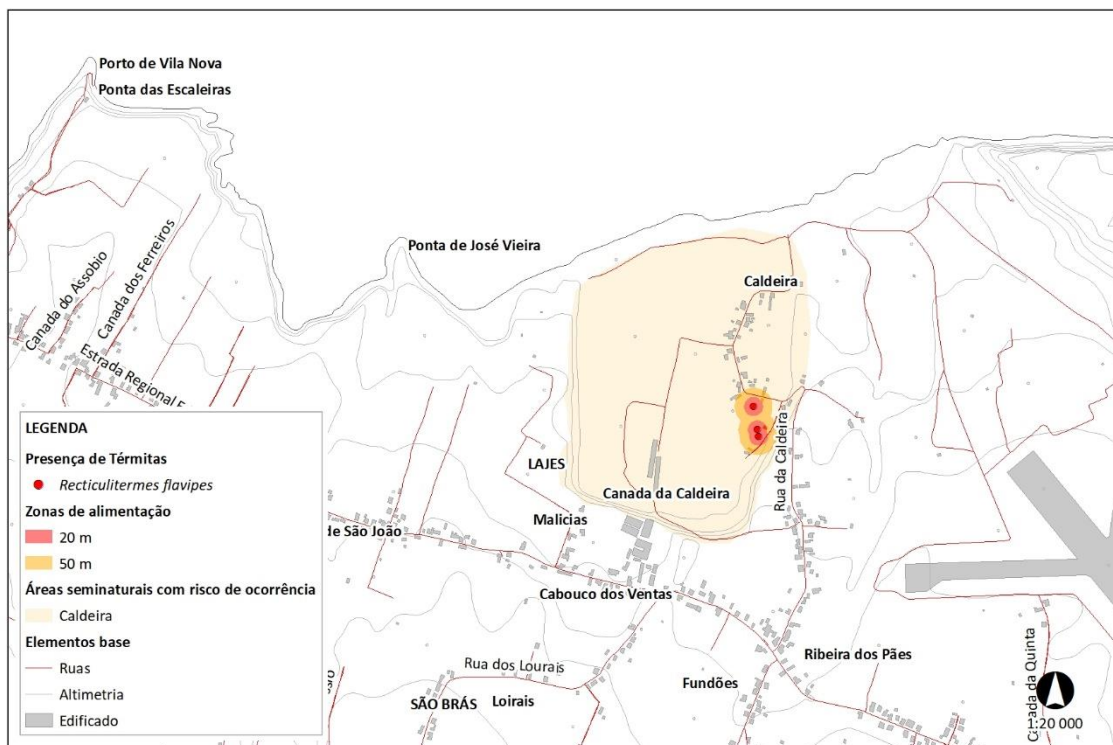 Porto de Vila Nova
Ponta das Escaleiras
Ponta de José Vieira
Caldeira
Canada do Assobio
Canada dos Ferreiros
Estrada Regional
Rua da Caldeira
LAJES
Canada da Caldeira
Malicias
de São João
Cabouco dos Ventas
Ribeira dos Pães
Rua dos Lourais
Fundões
SÃO BRÁS
Loirais
Canada da Quinta
1:20 000
LEGENDA
Presença de Térmitas
Recticulitermes flavipes
Zonas de alimentação
20 m
50 m
Áreas seminaturais com risco de ocorrência
Caldeira
Elementos base
Ruas
Altimetria
Edificado